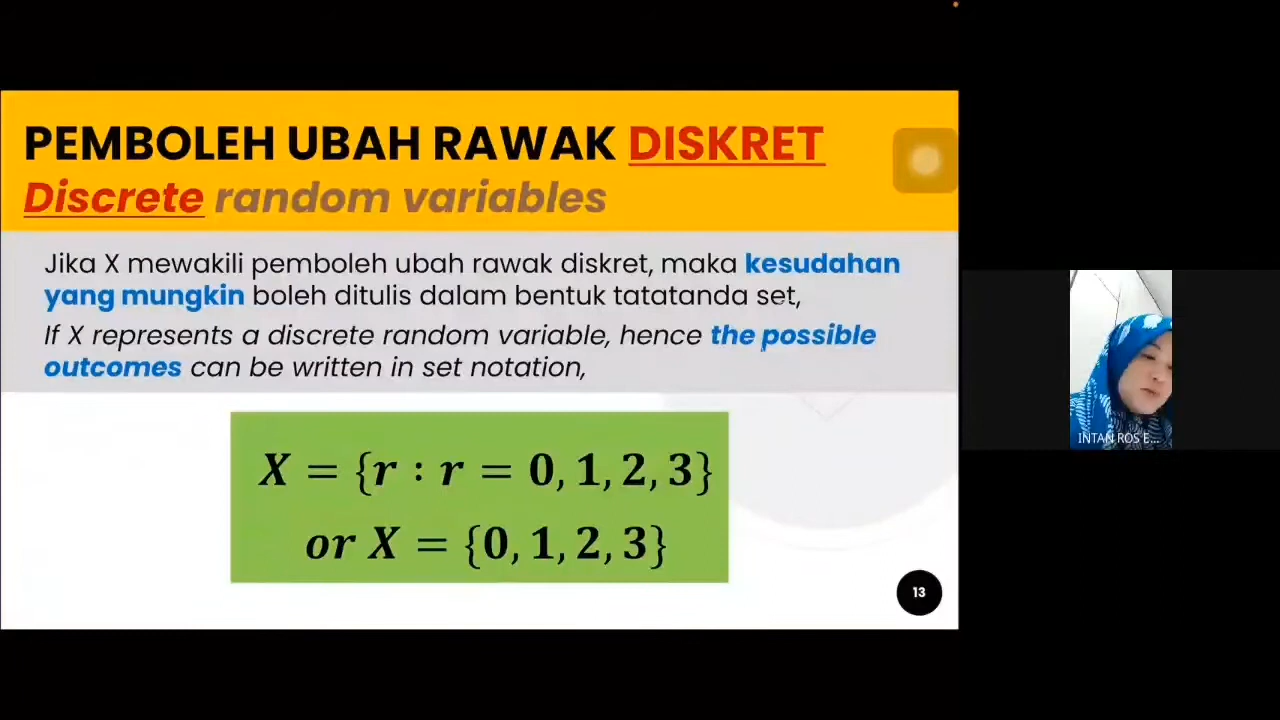 PEMBOLEH UBAH RAWAK DISKRET
Discrete random variables
Jika X mewakili pemboleh ubah rawak diskret, maka kesudahan
yang mungkin boleh ditulis dalam bentuk tatatanda set,
If X represents a discrete random variable, hence the possible
outcomes can be written in set notation,
X = {r : r = 0, 1, 2, 3}
or X = {0, 1, 2, 3}
13
INTAN ROS E...